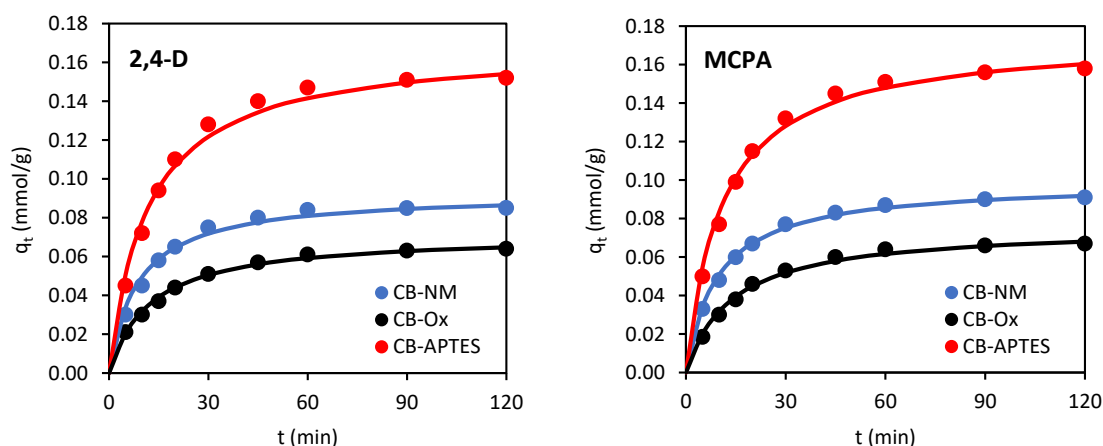 2,4-D
q_t (mmol/g)
0.18
0.16
0.14
0.12
0.10
0.08
0.06
0.04
0.02
0.00
CB-NM
CB-Ox
CB-APTES
0 30 60 90 120
t (min)
MCPA
q_t (mmol/g)
0.18
0.16
0.14
0.12
0.10
0.08
0.06
0.04
0.02
0.00
CB-NM
CB-Ox
CB-APTES
0 30 60 90 120
t (min)